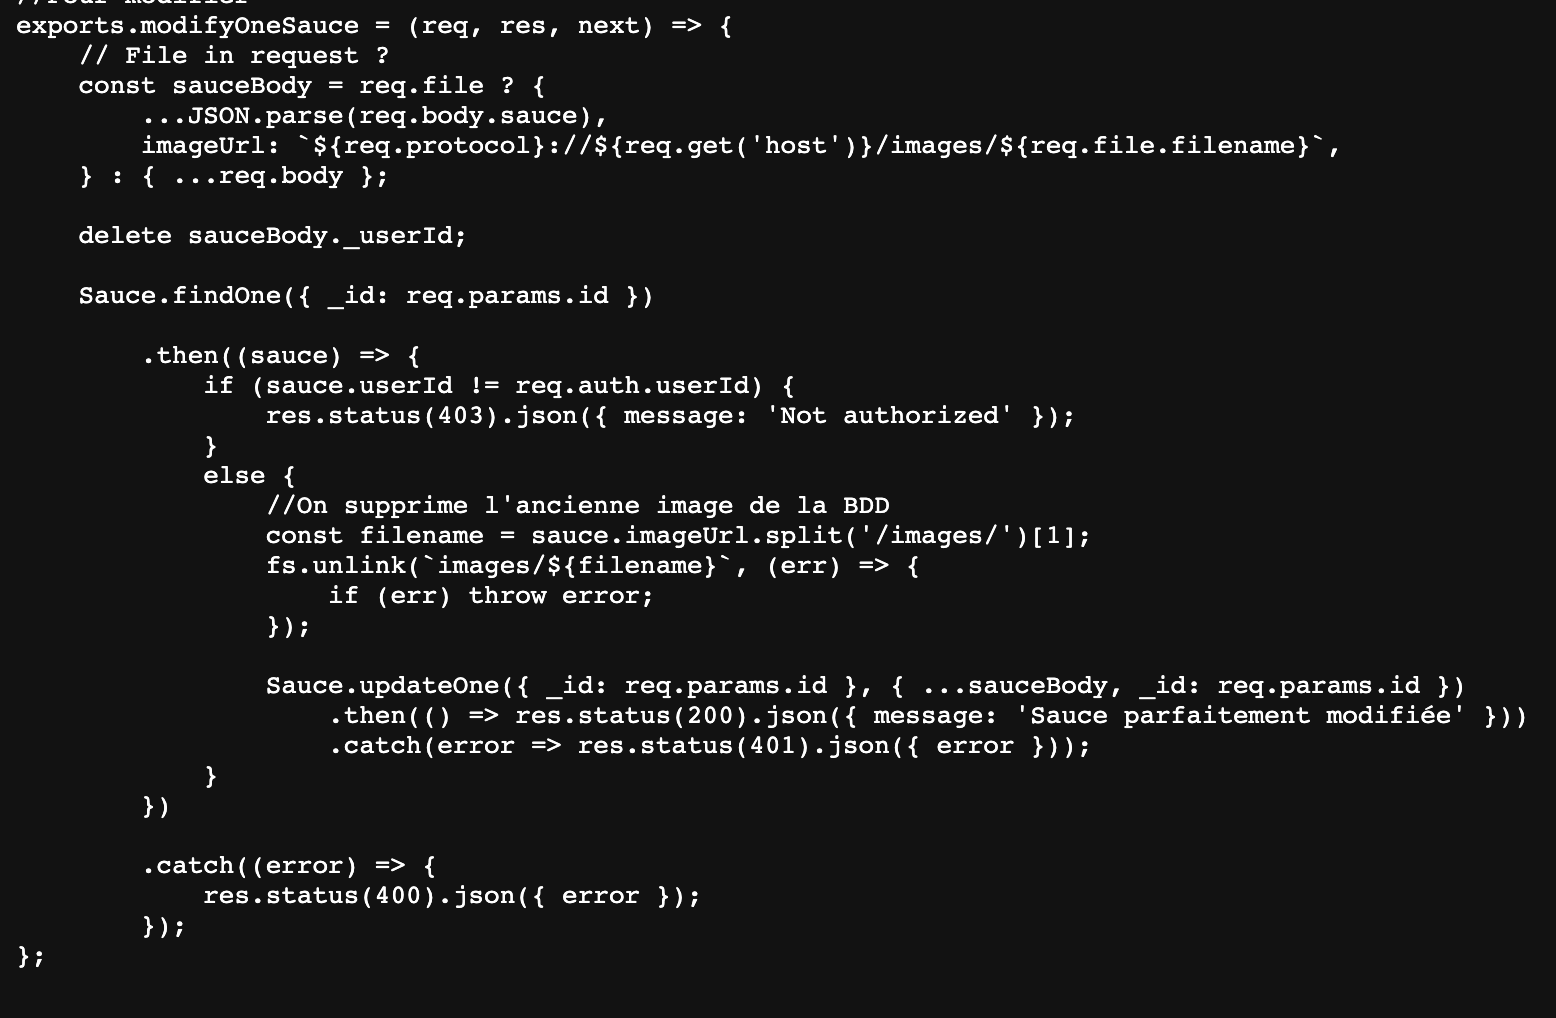 //Pour modifier
exports.modifyOneSauce = (req, res, next) => {
    // File in request ?
    const sauceBody = req.file ? {
        ...JSON.parse(req.body.sauce),
        imageUrl: `${req.protocol}://${req.get('host')}/images/${req.file.filename}`,
    } : { ...req.body };

    delete sauceBody._userId;

    Sauce.findOne({ _id: req.params.id })

        .then((sauce) => {
            if (sauce.userId != req.auth.userId) {
                res.status(403).json({ message: 'Not authorized' });
            }
            else {
                //On supprime l'ancienne image de la BDD
                const filename = sauce.imageUrl.split('/images/')[1];
                fs.unlink(`images/${filename}`, (err) => {
                    if (err) throw error;
                });

                Sauce.updateOne({ _id: req.params.id }, { ...sauceBody, _id: req.params.id })
                    .then(() => res.status(200).json({ message: 'Sauce parfaitement modifiée' }))
                    .catch(error => res.status(401).json({ error }));
            }
        })

        .catch((error) => {
            res.status(400).json({ error });
        });
};